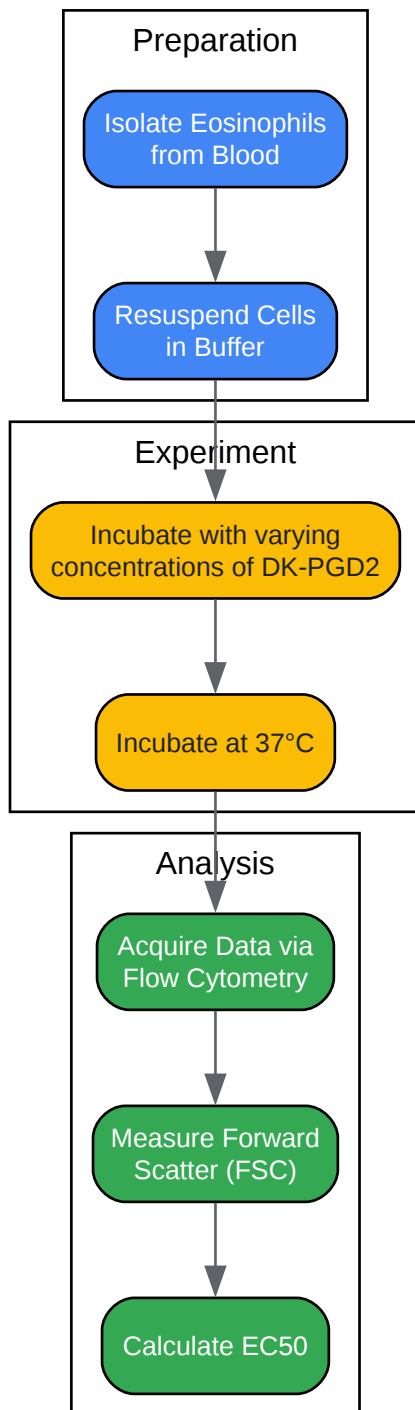 Preparation
Isolate Eosinophils
from Blood
Resuspend Cells
in Buffer
Experiment
Incubate with varying
concentrations of DK-PGD2
Incubate at 37°C
Analysis
Acquire Data via
Flow Cytometry
Measure Forward
Scatter (FSC)
Calculate EC50